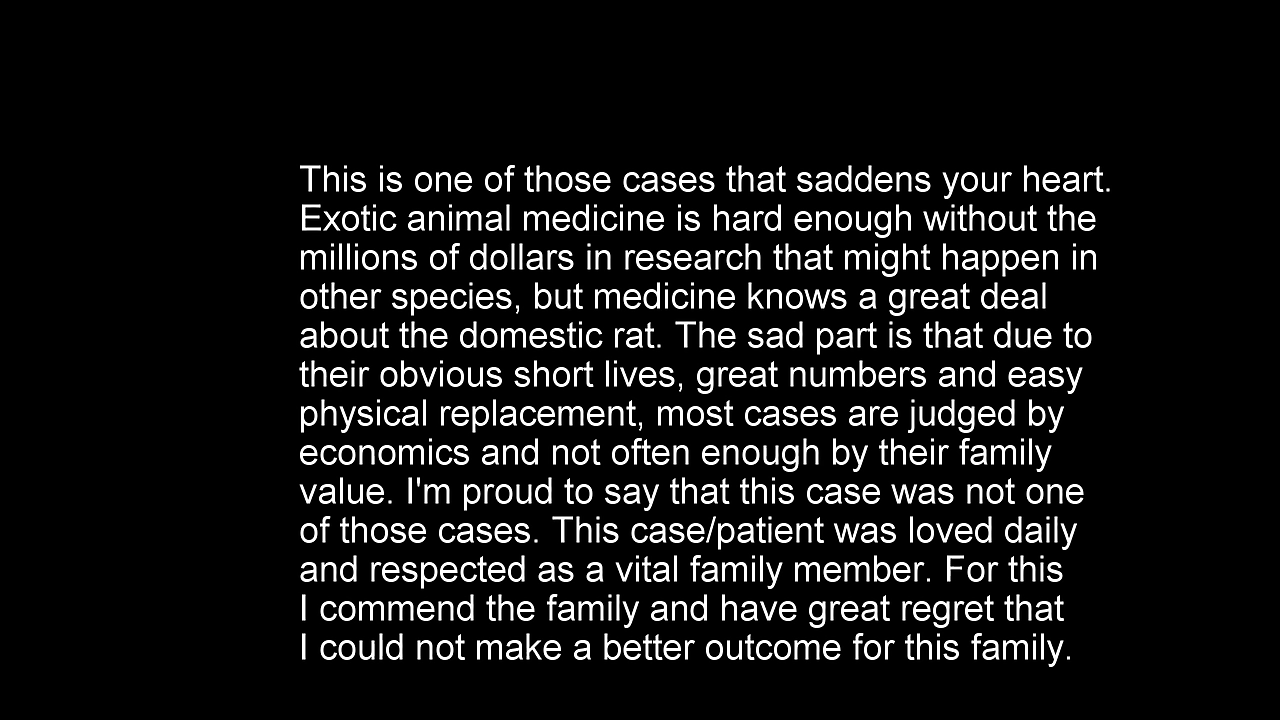 This is one of those cases that saddens your heart.
Exotic animal medicine is hard enough without the
millions of dollars in research that might happen in
other species, but medicine knows a great deal
about the domestic rat. The sad part is that due to
their obvious short lives, great numbers and easy
physical replacement, most cases are judged by
economics and not often enough by their family
value. I'm proud to say that this case was not one
of those cases. This case/patient was loved daily
and respected as a vital family member. For this
I commend the family and have great regret that
I could not make a better outcome for this family.